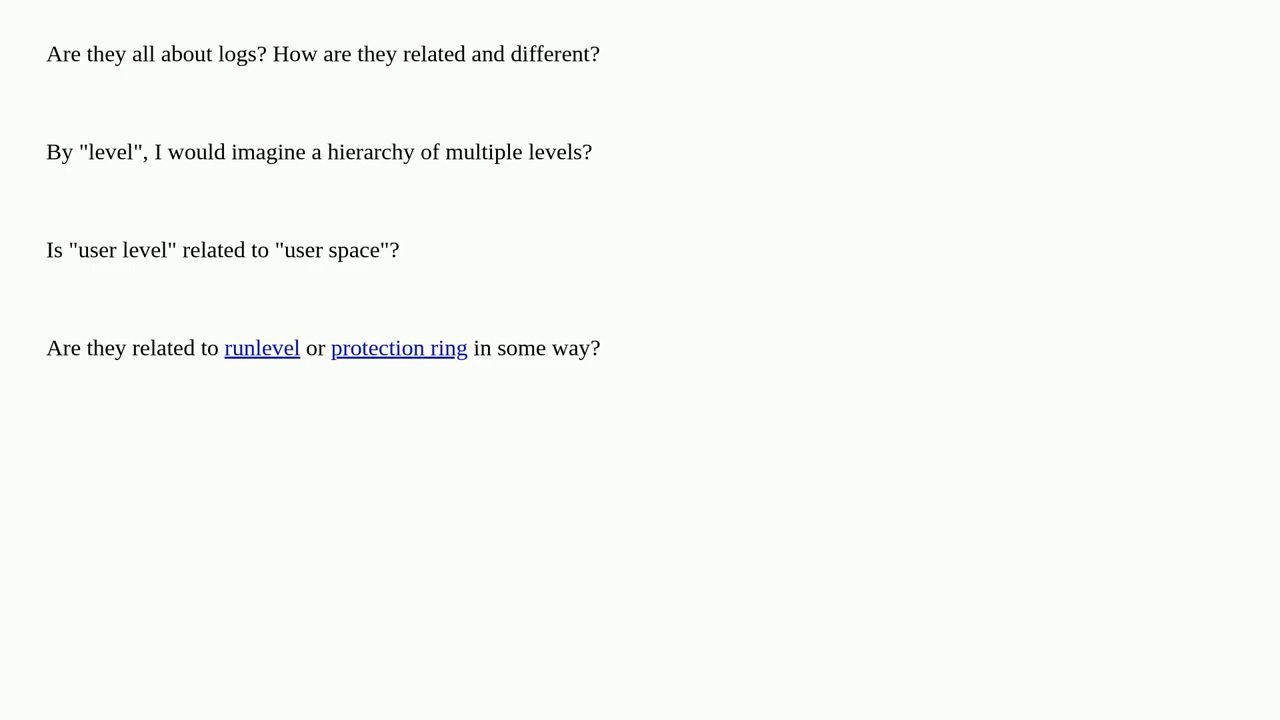 Are they all about logs? How are they related and different?
By "level", I would imagine a hierarchy of multiple levels?
Is "user level" related to "user space"?
Are they related to runlevel or protection ring in some way?